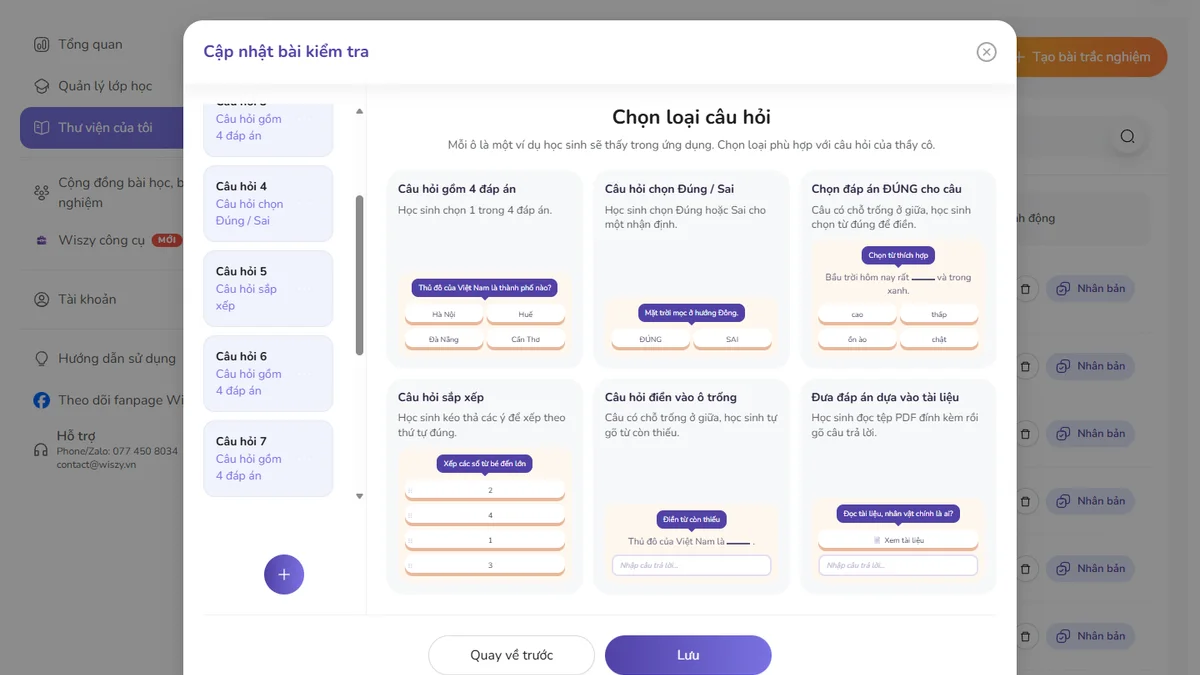 Tổng quan
Quản lý lớp học
Thư viện của tôi
Cộng đồng bài học, b
nghiệm
Wiszy công cụ
MỚI
Tài khoản
Hướng dẫn sử dụng
Theo dõi fanpage Wi
Hỗ trợ
Phone/Zalo: 077 450 8034
contact@wiszy.vn
Cập nhật bài kiểm tra
Câu hỏi gồm
4 đáp án
Câu hỏi 4
Câu hỏi chọn
Đúng / Sai
Câu hỏi 5
Câu hỏi sắp
xếp
Câu hỏi 6
Câu hỏi gồm
4 đáp án
Câu hỏi 7
Câu hỏi gồm
4 đáp án
+
Chọn loại câu hỏi
Mỗi ô là một ví dụ học sinh sẽ thấy trong ứng dụng. Chọn loại phù hợp với câu hỏi của thầy cô.
Câu hỏi gồm 4 đáp án
Học sinh chọn 1 trong 4 đáp án.
Thủ đô của Việt Nam là thành phố nào?
Hà Nội
Huế
Đà Nẵng
Cần Thơ
Câu hỏi chọn Đúng / Sai
Học sinh chọn Đúng hoặc Sai cho
một nhận định.
Mặt trời mọc ở hướng Đông.
ĐÚNG
SAI
Chọn đáp án ĐÚNG cho câu
Câu có chỗ trống ở giữa, học sinh
chọn từ đúng để điền.
Chọn từ thích hợp
Bầu trời hôm nay rất ____ và trong
xanh.
cao
thấp
ồn ào
chật
Câu hỏi sắp xếp
Học sinh kéo thả các ý để xếp theo
thứ tự đúng.
Xếp các số từ bé đến lớn
2
4
1
3
Câu hỏi điền vào ô trống
Câu có chỗ trống ở giữa, học sinh tự
gõ từ còn thiếu.
Điền từ còn thiếu
Thủ đô của Việt Nam là ____ .
Nhập câu trả lời...
Đưa đáp án dựa vào tài liệu
Học sinh đọc tệp PDF đính kèm rồi
gõ câu trả lời.
Đọc tài liệu, nhân vật chính là ai?
Xem tài liệu
Nhập câu trả lời...
Quay về trước
Lưu
+ Tạo bài trắc nghiệm
nh động
Nhân bản
Nhân bản
Nhân bản
Nhân bản
Nhân bản
Nhân bản